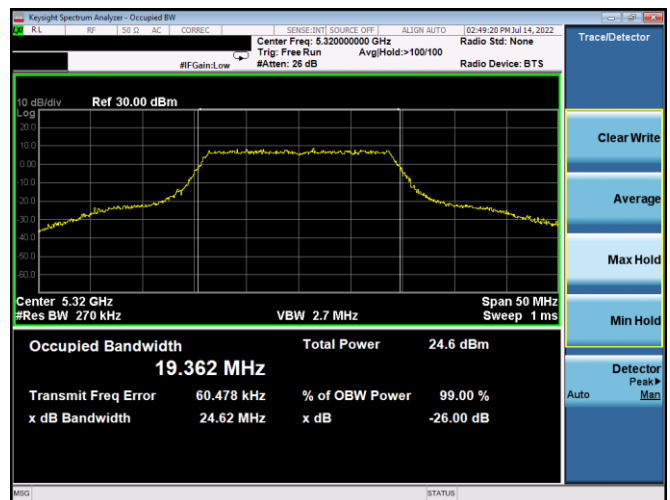 Keysight Spectrum Analyzer - Occupied BW
LXI RL RF 50 Ω AC CORREC SENSE:INT SOURCE OFF ALIGN AUTO 02:49:20 PM Jul 14, 2022
Center Freq: 5.320000000 GHz Radio Std: None
Trig: Free Run Avg|Hold:>100/100
#IFGain:Low #Atten: 26 dB Radio Device: BTS
Trace/Detector
10 dB/div Ref 30.00 dBm
Log
20.0
10.0
0.00
-10.0
-20.0
-30.0
-40.0
-50.0
-60.0
Center 5.32 GHz Span 50 MHz
#Res BW 270 kHz VBW 2.7 MHz Sweep 1 ms
Occupied Bandwidth Total Power 24.6 dBm
19.362 MHz
Transmit Freq Error 60.478 kHz % of OBW Power 99.00 %
x dB Bandwidth 24.62 MHz x dB -26.00 dB
Clear Write
Average
Max Hold
Min Hold
Detector
Peak▶
Auto Man
MSG STATUS